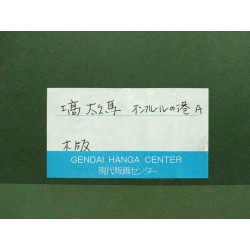 塙 太久馬 オンフルールの港 A
木版
GENDAI HANGA CENTER
現代版画センター